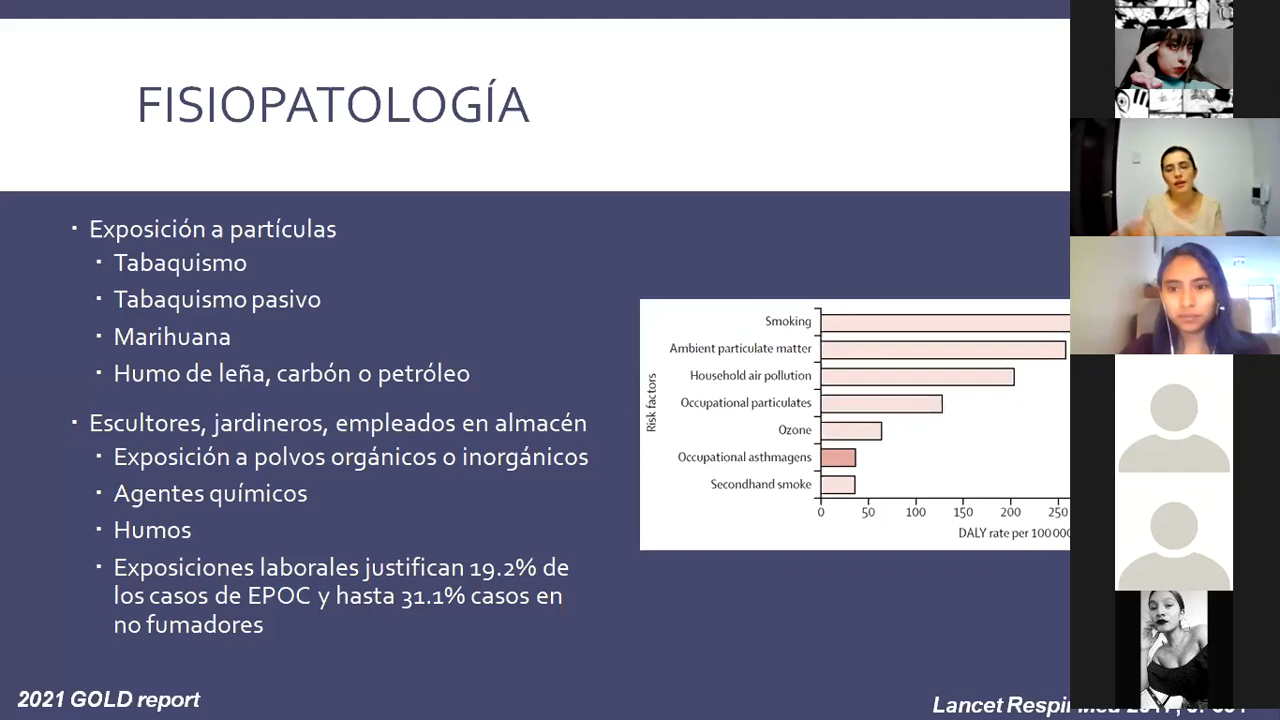 FISIOPATOLOGÍA
▪ Exposición a partículas
▪ Tabaquismo
▪ Tabaquismo pasivo
▪ Marihuana
▪ Humo de leña, carbón o petróleo
▪ Escultores, jardineros, empleados en almacén
▪ Exposición a polvos orgánicos o inorgánicos
▪ Agentes químicos
▪ Humos
▪ Exposiciones laborales justifican 19.2% de
los casos de EPOC y hasta 31.1% casos en
no fumadores
Risk factors
Smoking
Ambient particulate matter
Household air pollution
Occupational particulates
Ozone
Occupational asthmagens
Secondhand smoke
0 50 100 150 200 250
DALY rate per 100 000
2021 GOLD report
Lancet Respir Med